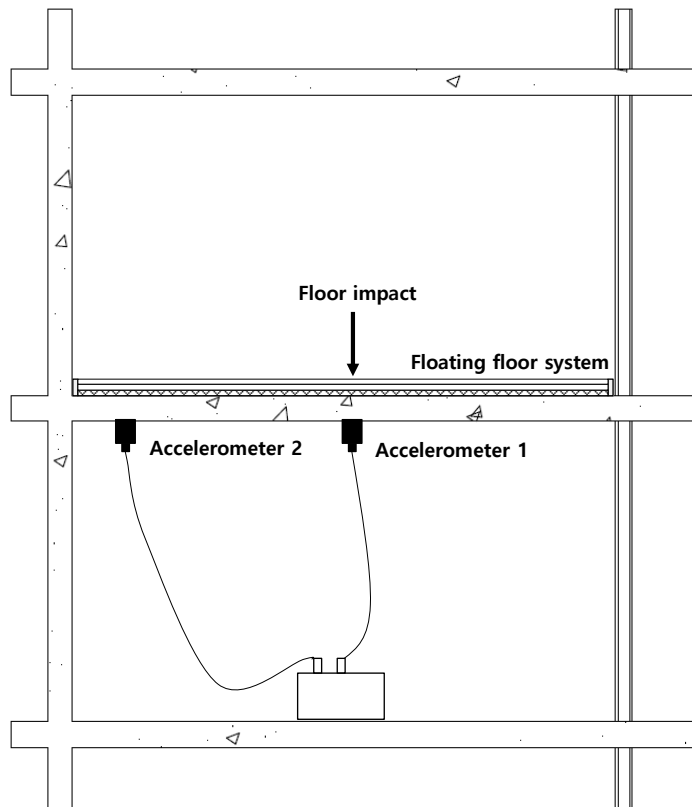 Floor impact
Floating floor system
Accelerometer 2
Accelerometer 1